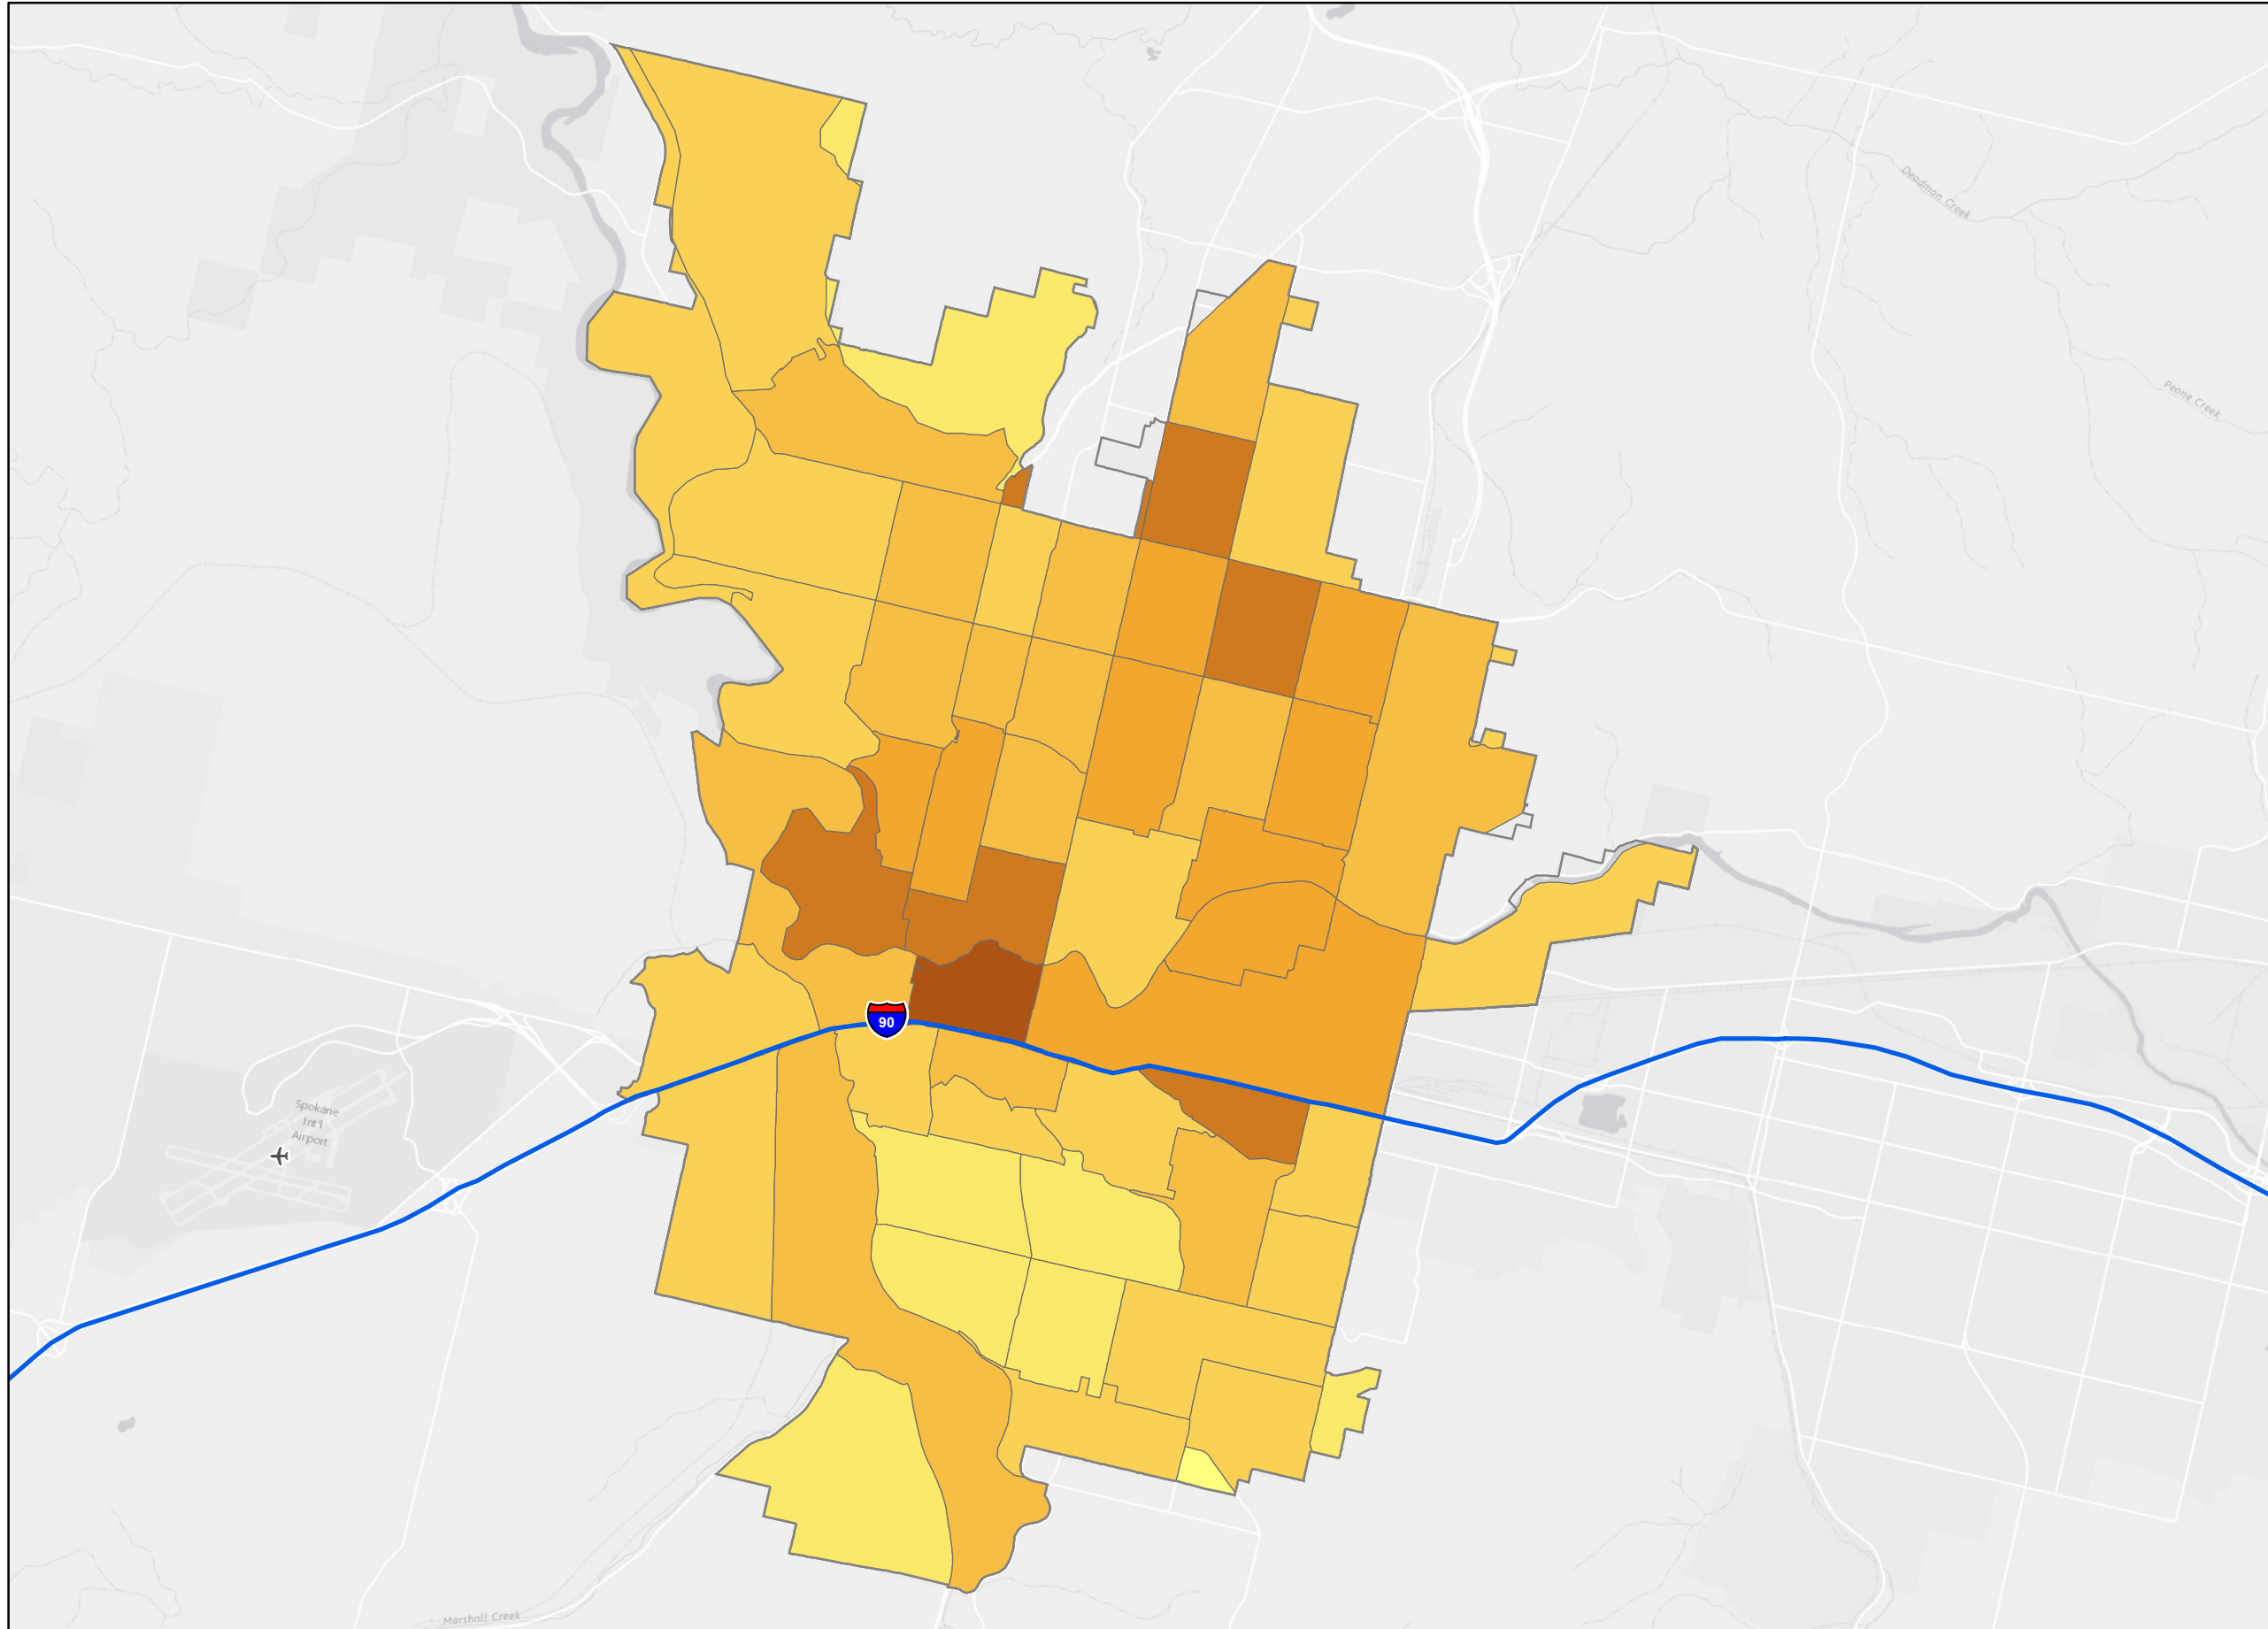 Deadman Creek
Peone Creek
90
Spokane
Int'l
Airport
Marshall Creek